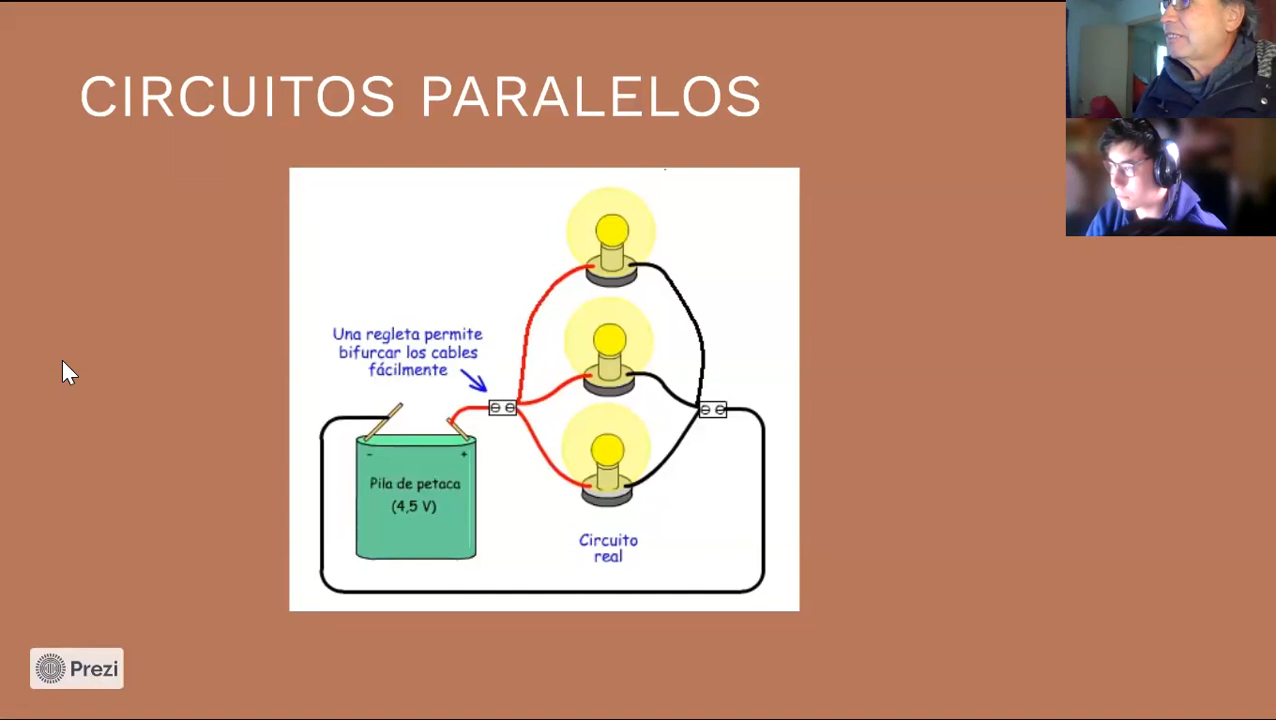 CIRCUITOS PARALELOS
Una regleta permite
bifurcar los cables
fácilmente
- +
Pila de petaca
(4,5 V)
Circuito
real
Prezi